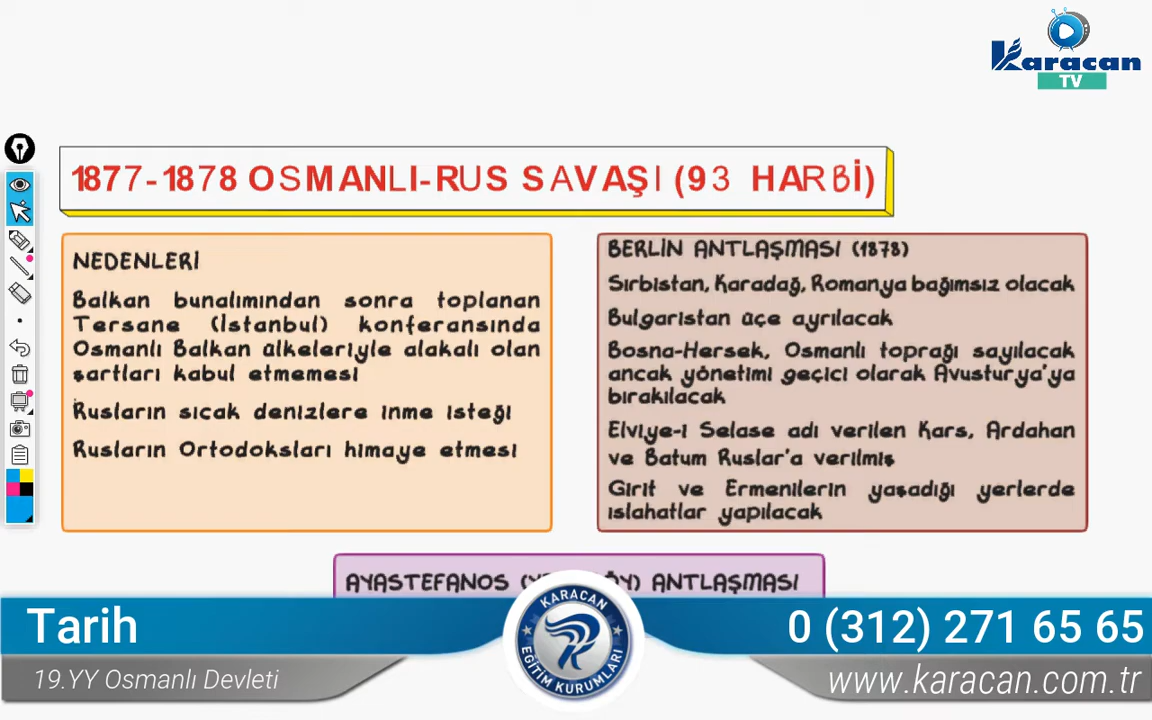 Karacan
TV
1877-1878 OSMANLI-RUS SAVAŞI (93 HARBİ)
NEDENLERİ
Balkan bunalımından sonra toplanan
Tersane (İstanbul) konferansında
Osmanlı Balkan ülkeleriyle alakalı olan
şartları kabul etmemesi
Rusların sıcak denizlere inme isteği
Rusların Ortodoksları himaye etmesi
BERLİN ANTLAŞMASI (1878)
Sırbistan, Karadağ, Romanya bağımsız olacak
Bulgaristan üçe ayrılacak
Bosna-Hersek, Osmanlı toprağı sayılacak
ancak yönetimi geçici olarak Avusturya'ya
bırakılacak
Elviye-i Selase adı verilen Kars, Ardahan
ve Batum Ruslar'a verilmiş
Girit ve Ermenilerin yaşadığı yerlerde
ıslahatlar yapılacak
AYASTEFANOS ANTLAŞMASI
Tarih
19.YY Osmanlı Devleti
KARACAN
EĞİTİM KURUMLARI
0 (312) 271 65 65
www.karacan.com.tr